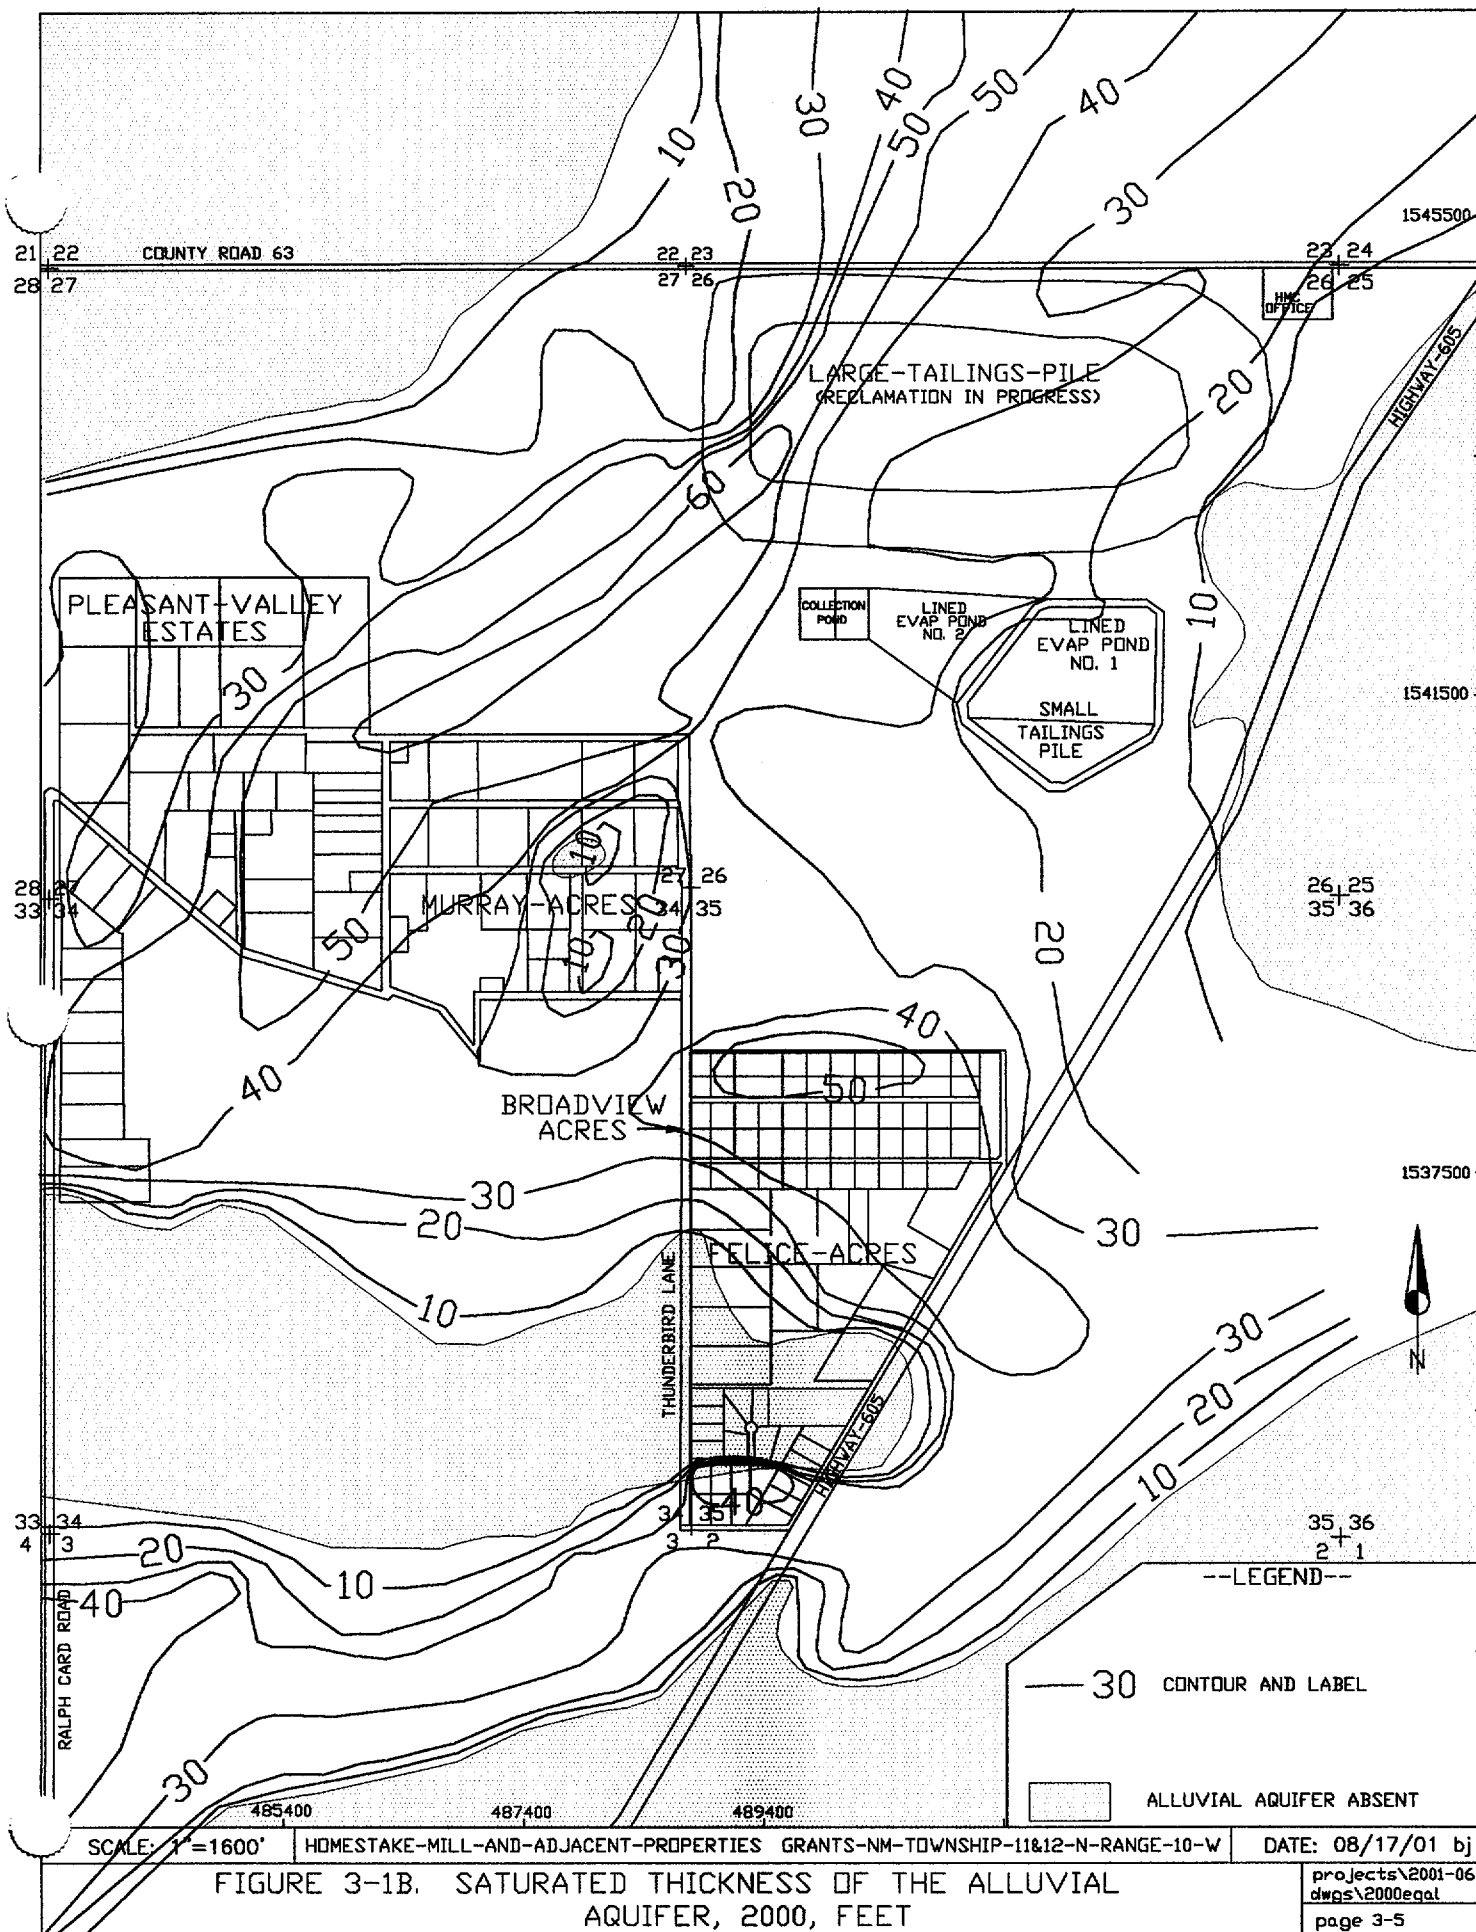 30
40
50
50
40
10
20
30
1545500
21 22
COUNTY ROAD 63
22 23
23 24
28 27
27 26
26 25
HMC
OFFICE
HIGHWAY-605
LARGE-TAILINGS-PILE
(RECLAMATION IN PROGRESS)
20
60
PLEASANT-VALLEY
ESTATES
COLLECTION
POND
LINED
EVAP POND
NO. 2
LINED
EVAP POND
NO. 1
10
30
1541500
SMALL
TAILINGS
PILE
10
28 27
27 26
26 25
33 34
MURRAY-ACRES
34 35
35 36
50
20
10
30
20
40
40
50
BROADVIEW
ACRES
1537500
30
20
30
FELICE-ACRES
THUNDERBIRD LANE
10
30
N
20
HIGHWAY-605
10
40
33 34
35
35 36
4 3
3 2
2 1
20
10
--LEGEND--
40
RALPH CARD ROAD
30 CONTOUR AND LABEL
30
485400
487400
489400
ALLUVIAL AQUIFER ABSENT
SCALE: 1"=1600'
HOMESTAKE-MILL-AND-ADJACENT-PROPERTIES GRANTS-NM-TOWNSHIP-11&12-N-RANGE-10-W
DATE: 08/17/01 bj
FIGURE 3-1B. SATURATED THICKNESS OF THE ALLUVIAL
AQUIFER, 2000, FEET
projects\2001-06
dwgs\2000eqal
page 3-5